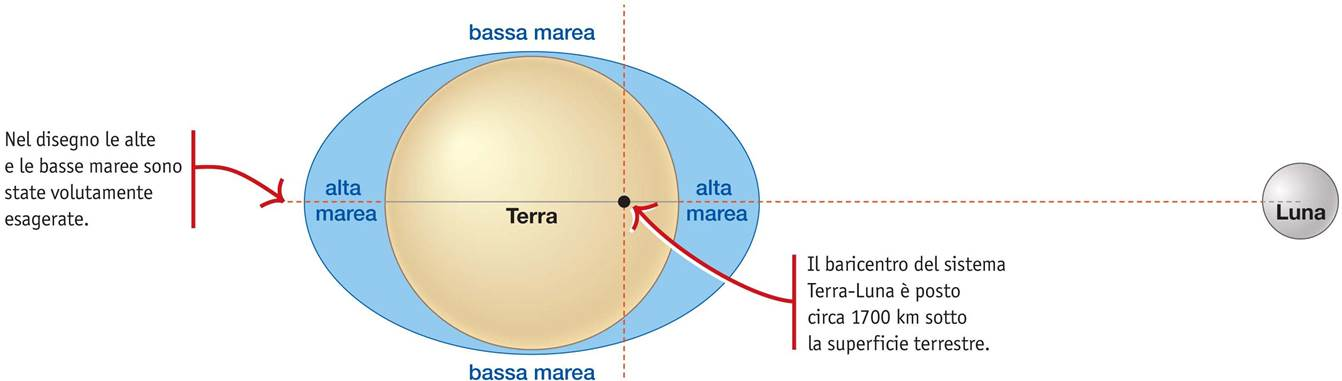 bassa marea
Nel disegno le alte
e le basse maree sono
state volutamente
esagerate.
alta
marea
Terra
alta
marea
Luna
Il baricentro del sistema
Terra-Luna è posto
circa 1700 km sotto
la superficie terrestre.
bassa marea